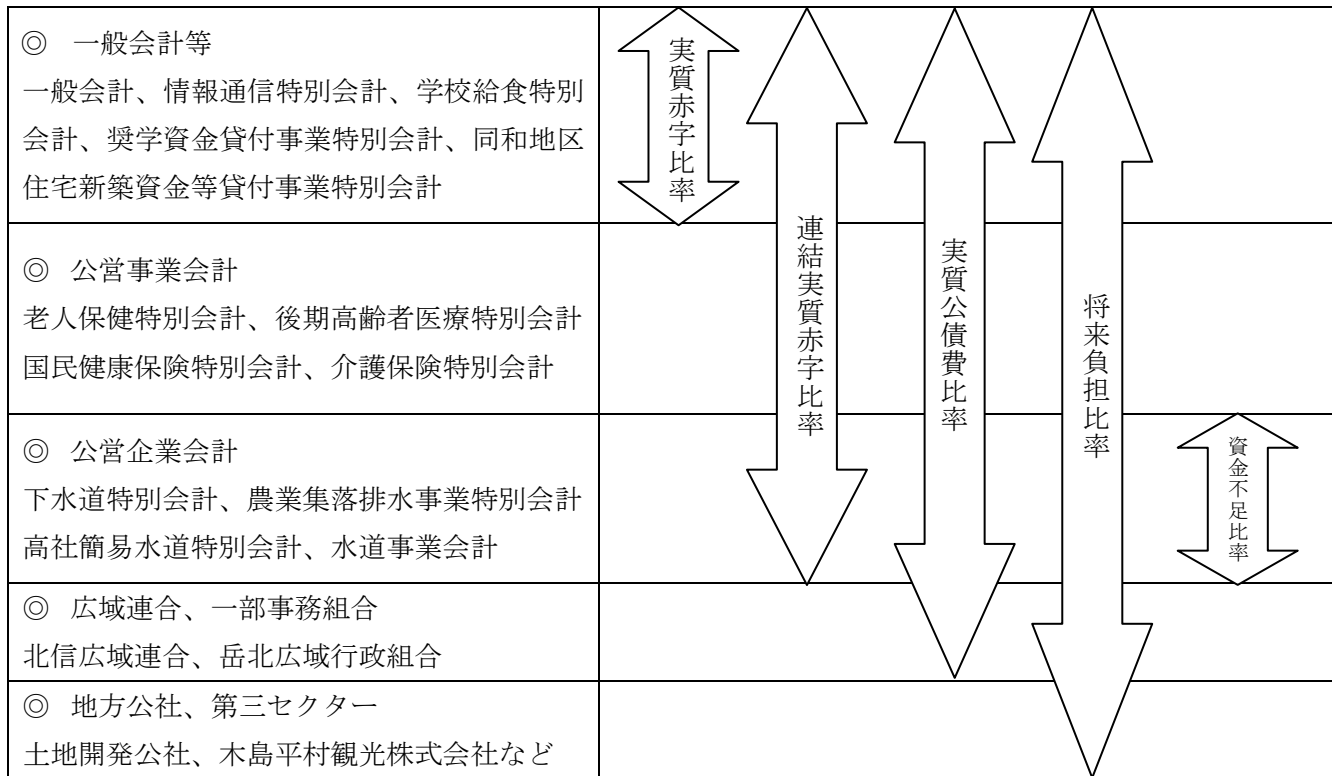 ◎ 一般会計等
一般会計、情報通信特別会計、学校給食特別
会計、奨学資金貸付事業特別会計、同和地区
住宅新築資金等貸付事業特別会計
◎ 公営事業会計
老人保健特別会計、後期高齢者医療特別会計
国民健康保険特別会計、介護保険特別会計
◎ 公営企業会計
下水道特別会計、農業集落排水事業特別会計
高社簡易水道特別会計、水道事業会計
◎ 広域連合、一部事務組合
北信広域連合、岳北広域行政組合
◎ 地方公社、第三セクター
土地開発公社、木島平村観光株式会社など
実質赤字比率
連結実質赤字比率
実質公債費比率
将来負担比率
資金不足比率